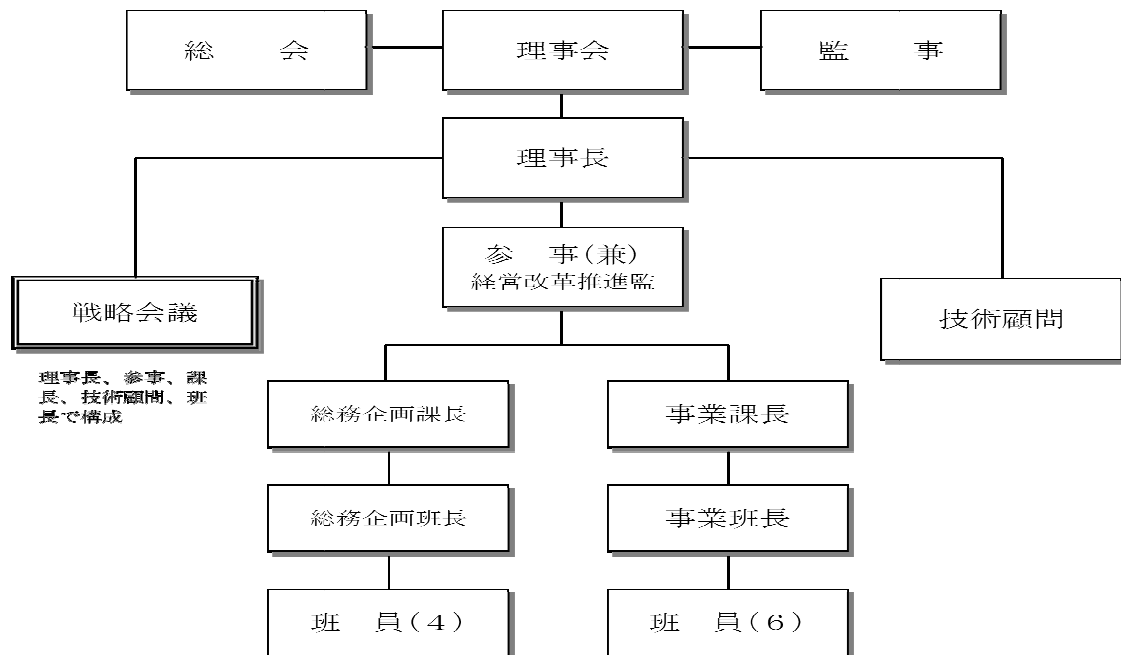 総　会
理事会
監　事
理事長
参　事(兼)
経営改革推進監
戦略会議
技術顧問
理事長、参事、課
長、技術顧問、班
長で構成
総務企画課長
事業課長
総務企画班長
事業班長
班　員(4)
班　員(6)